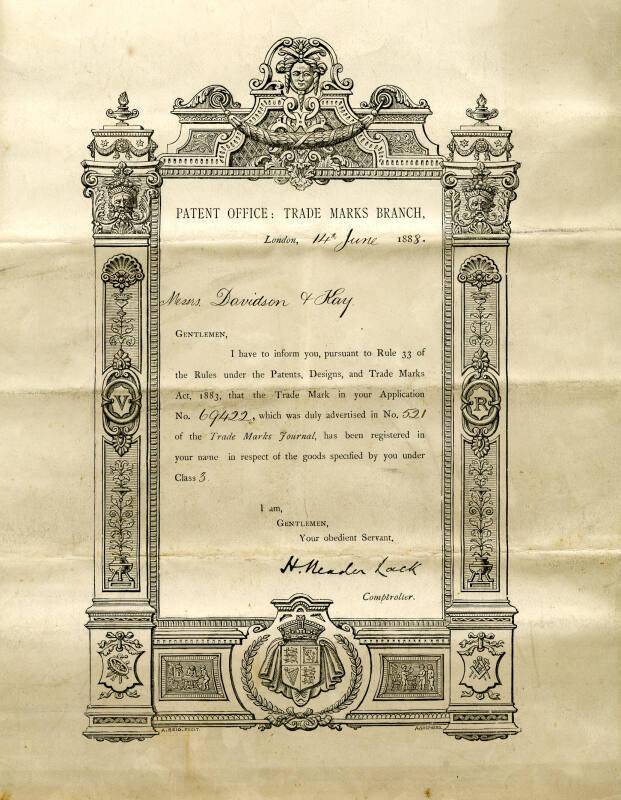 PATENT OFFICE: TRADE MARKS BRANCH,
London, 14th June 1888.
Messrs. Davidson & Kay
GENTLEMEN,
I have to inform you, pursuant to Rule 33 of
the Rules under the Patents, Designs, and Trade Marks
Act, 1883, that the Trade Mark in your Application
No. 69422, which was duly advertised in No. 521
of the Trade Marks Journal, has been registered in
your name in respect of the goods specified by you under
Class 3.
V
R
I am,
GENTLEMEN,
Your obedient Servant,
H. Reader Lack
Comptroller.
A. REID.